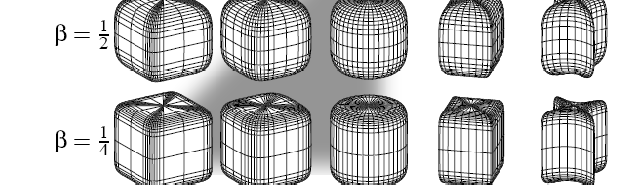 β = 1/2
β = 1/4